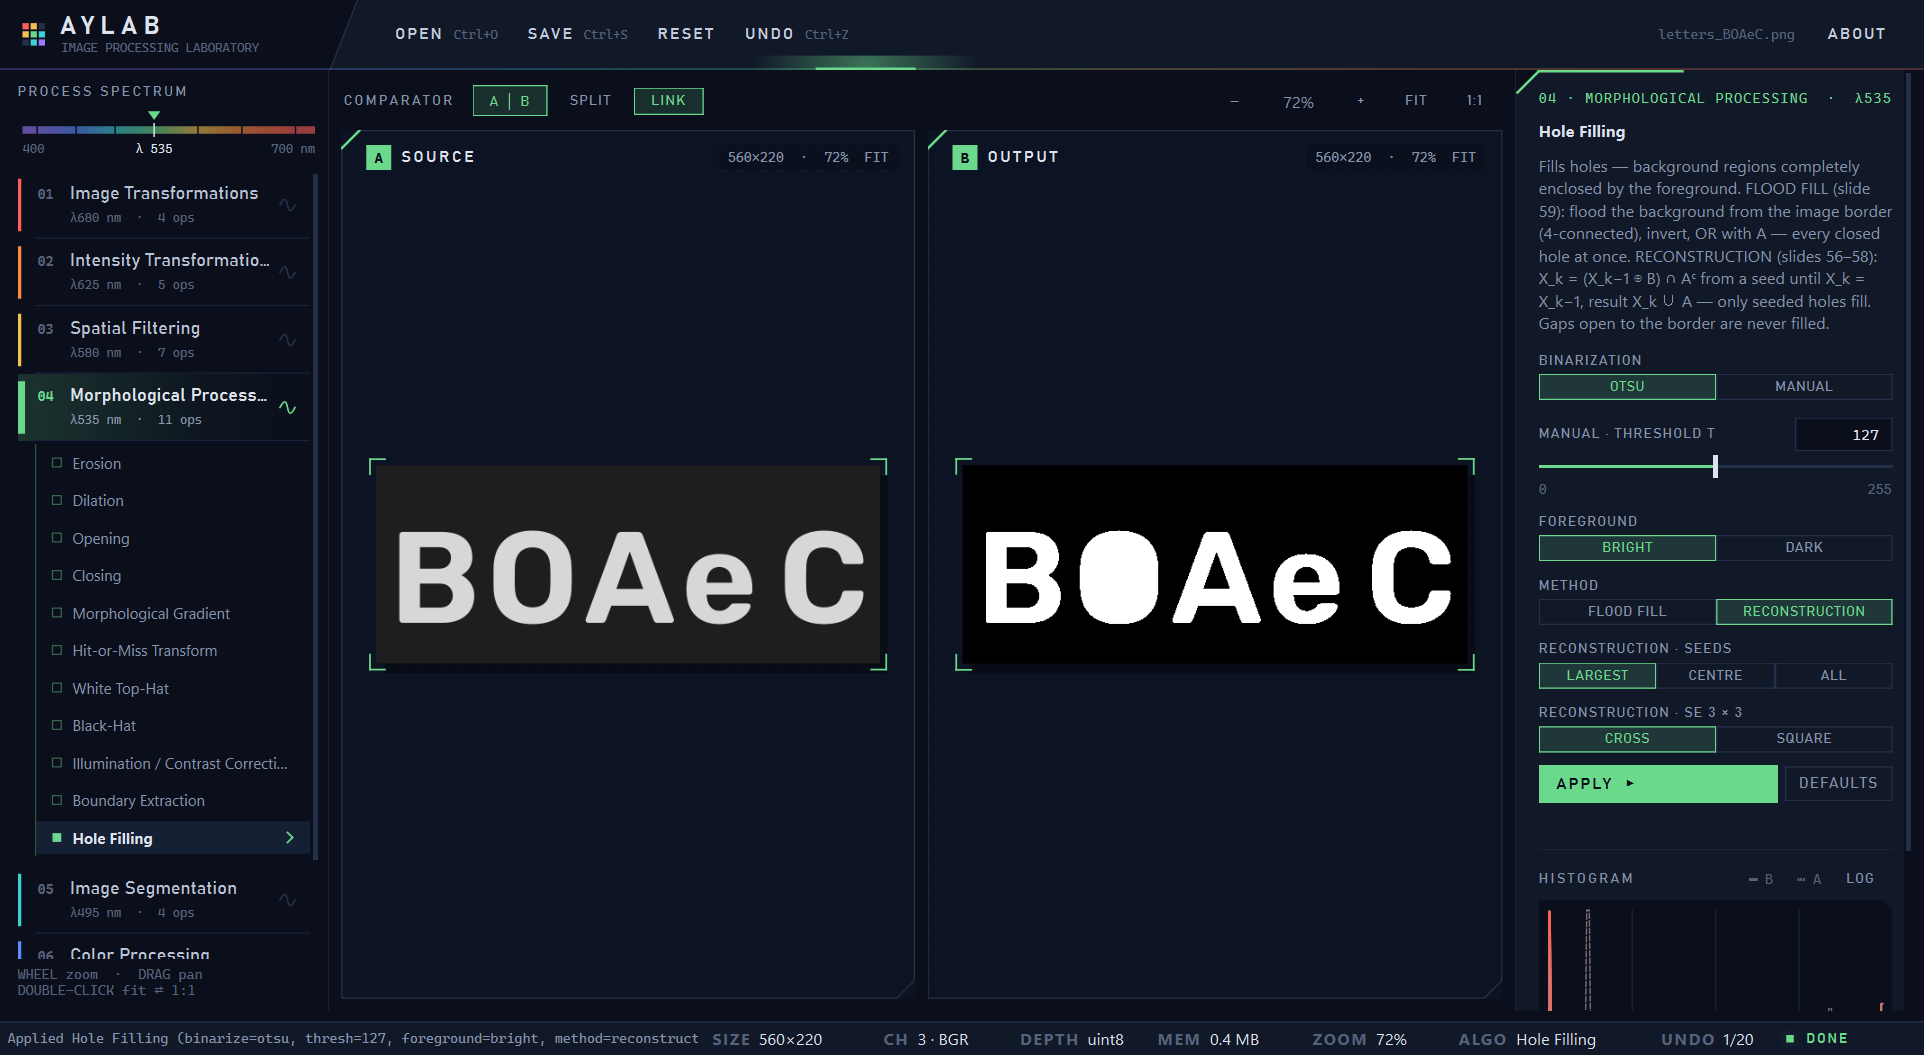 AYLAB
IMAGE PROCESSING LABORATORY
OPEN Ctrl+O SAVE Ctrl+S RESET UNDO Ctrl+Z
letters_BOAeC.png ABOUT
PROCESS SPECTRUM
400 λ 535 700 nm
01 Image Transformations
λ680 nm · 4 ops
02 Intensity Transformatio…
λ625 nm · 5 ops
03 Spatial Filtering
λ580 nm · 7 ops
04 Morphological Process…
λ535 nm · 11 ops
Erosion
Dilation
Opening
Closing
Morphological Gradient
Hit-or-Miss Transform
White Top-Hat
Black-Hat
Illumination / Contrast Correcti…
Boundary Extraction
Hole Filling
05 Image Segmentation
λ495 nm · 4 ops
06 Color Processing
WHEEL zoom · DRAG pan
DOUBLE-CLICK fit ⇄ 1:1
COMPARATOR A | B SPLIT LINK
− 72% + FIT 1:1
A SOURCE 560×220 · 72% FIT
BOAe C
B OUTPUT 560×220 · 72% FIT
BOAe C
04 · MORPHOLOGICAL PROCESSING · λ535
Hole Filling
Fills holes — background regions completely
enclosed by the foreground. FLOOD FILL (slide
59): flood the background from the image border
(4-connected), invert, OR with A — every closed
hole at once. RECONSTRUCTION (slides 56–58):
X_k = (X_k−1 ⊕ B) ∩ Aᶜ from a seed until X_k =
X_k−1, result X_k ∪ A — only seeded holes fill.
Gaps open to the border are never filled.
BINARIZATION
OTSU MANUAL
MANUAL · THRESHOLD T 127
0 255
FOREGROUND
BRIGHT DARK
METHOD
FLOOD FILL RECONSTRUCTION
RECONSTRUCTION · SEEDS
LARGEST CENTRE ALL
RECONSTRUCTION · SE 3 × 3
CROSS SQUARE
APPLY ▸ DEFAULTS
HISTOGRAM B A LOG
Applied Hole Filling (binarize=otsu, thresh=127, foreground=bright, method=reconstruct SIZE 560×220 CH 3 · BGR DEPTH uint8 MEM 0.4 MB ZOOM 72% ALGO Hole Filling UNDO 1/20 DONE